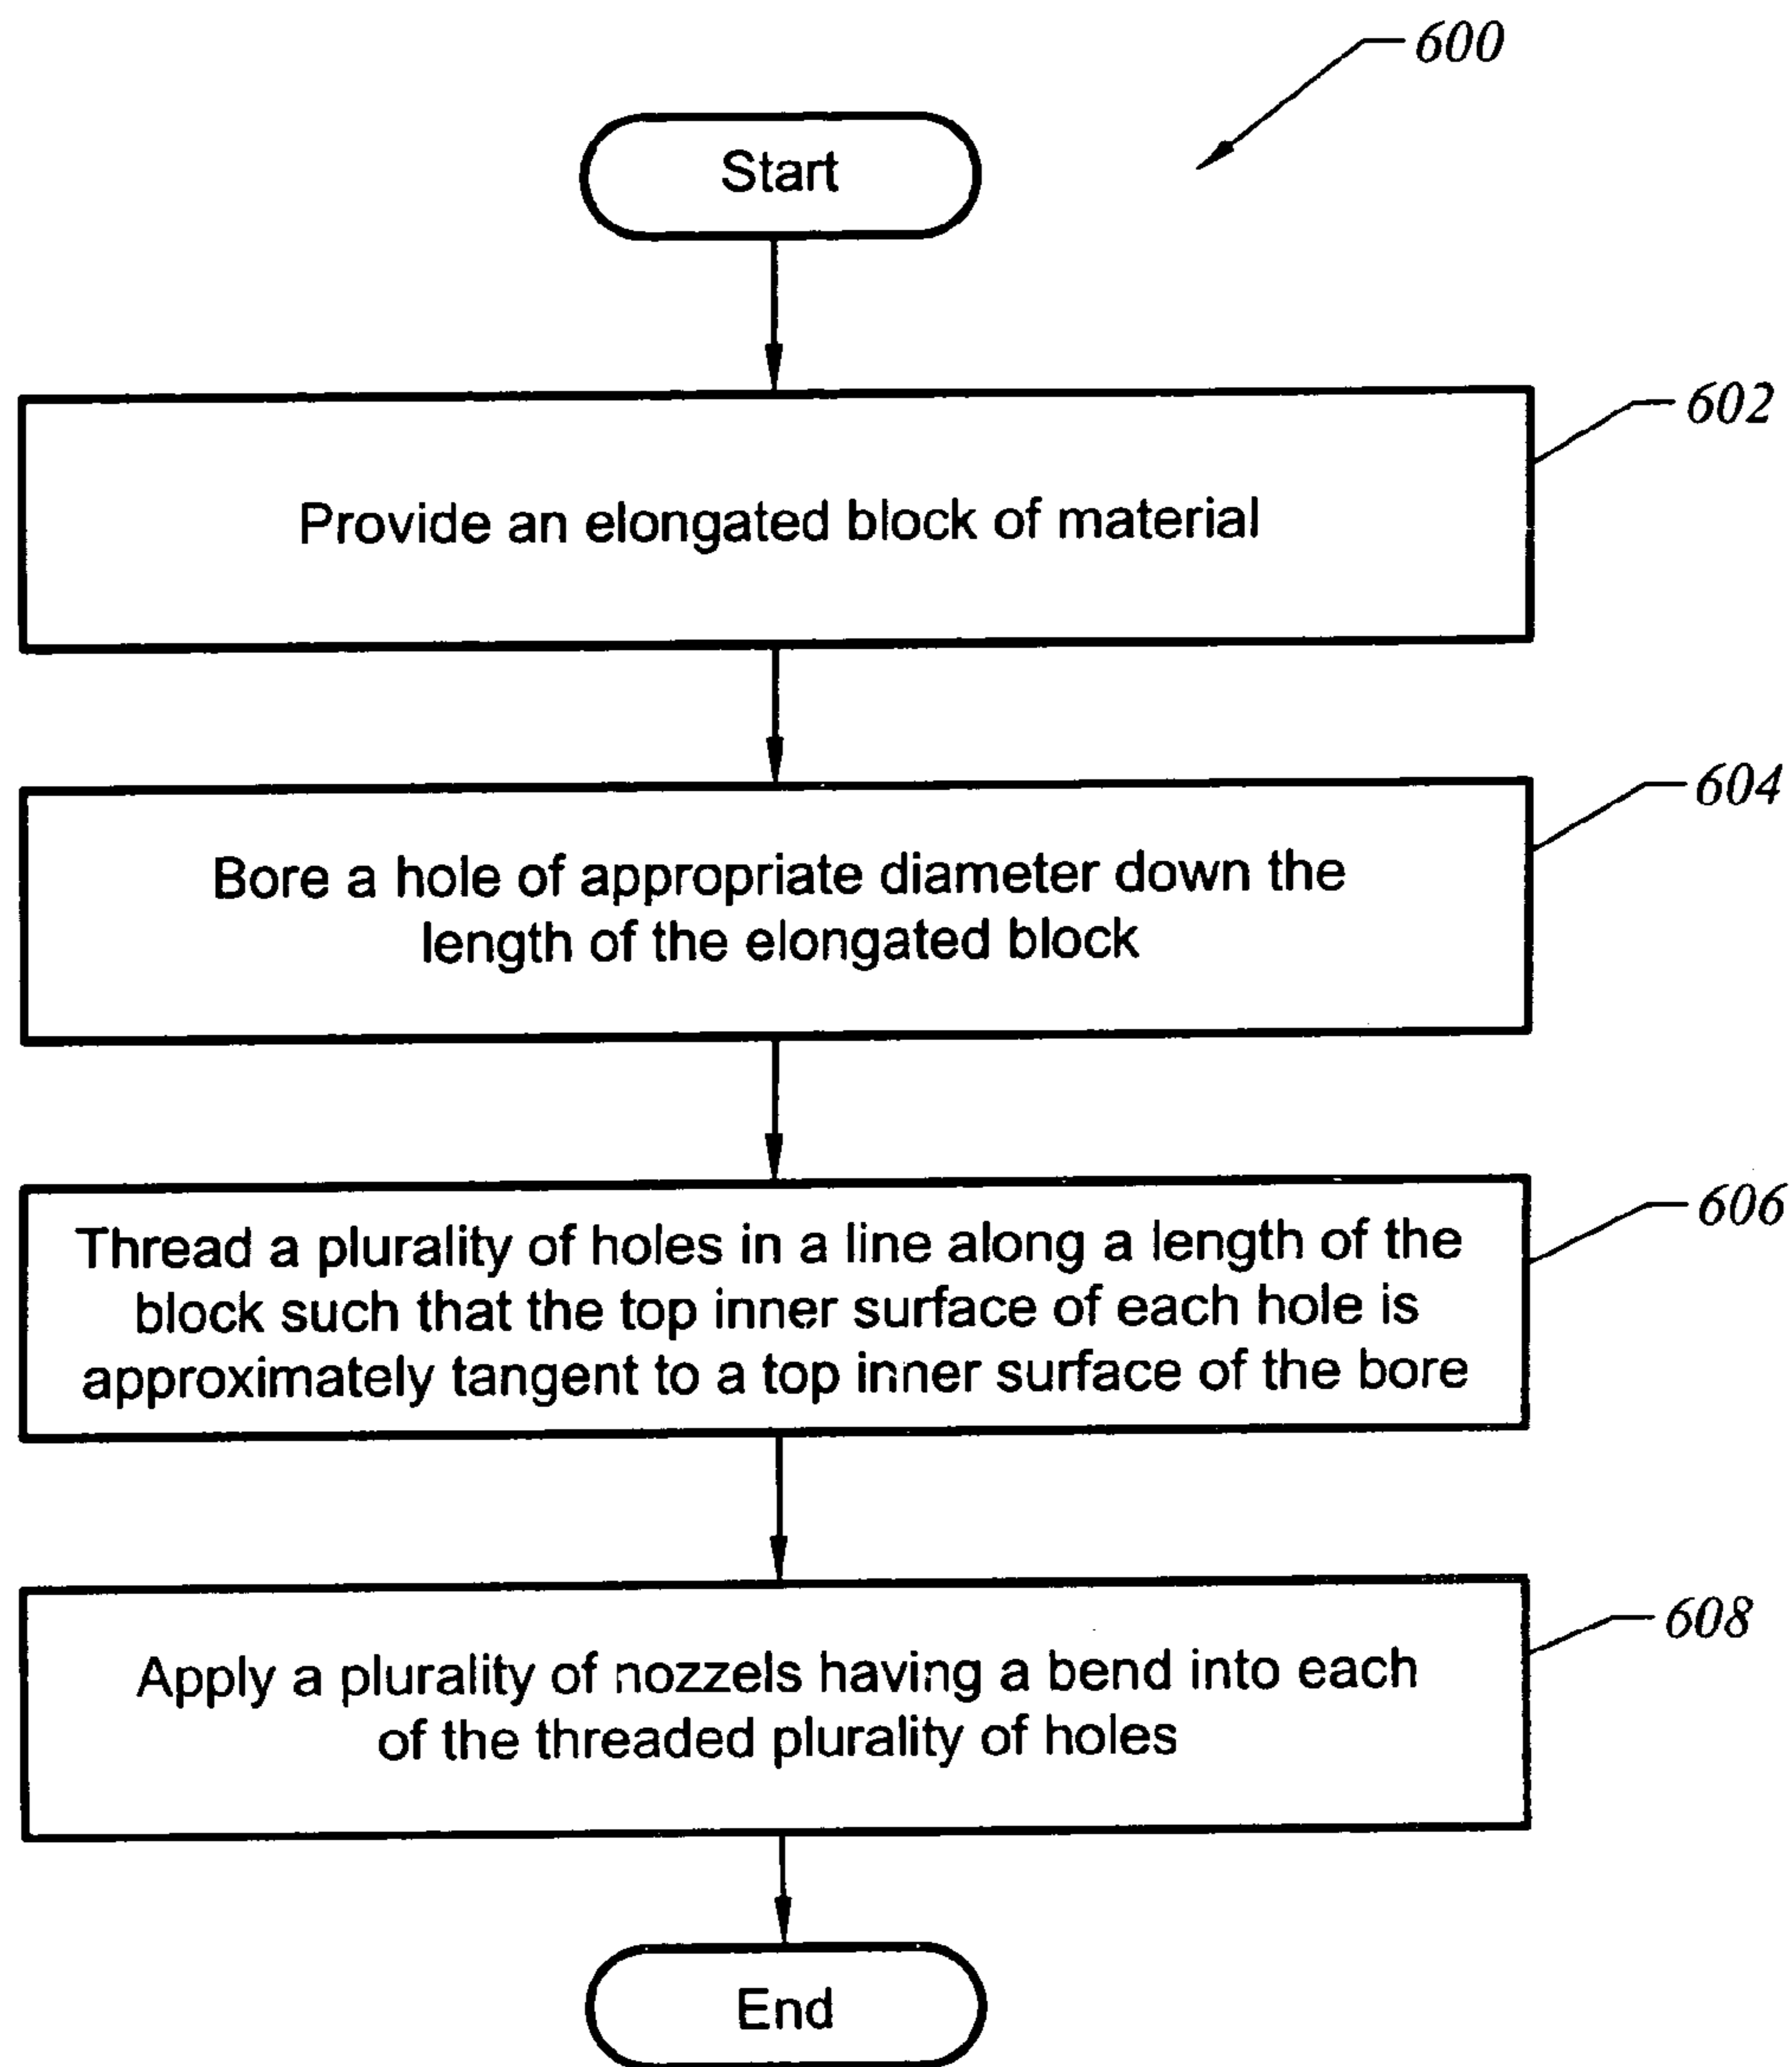 600
Start
602
Provide an elongated block of material
604
Bore a hole of appropriate diameter down the
length of the elongated block
606
Thread a plurality of holes in a line along a length of the
block such that the top inner surface of each hole is
approximately tangent to a top inner surface of the bore
608
Apply a plurality of nozzels having a bend into each
of the threaded plurality of holes
End